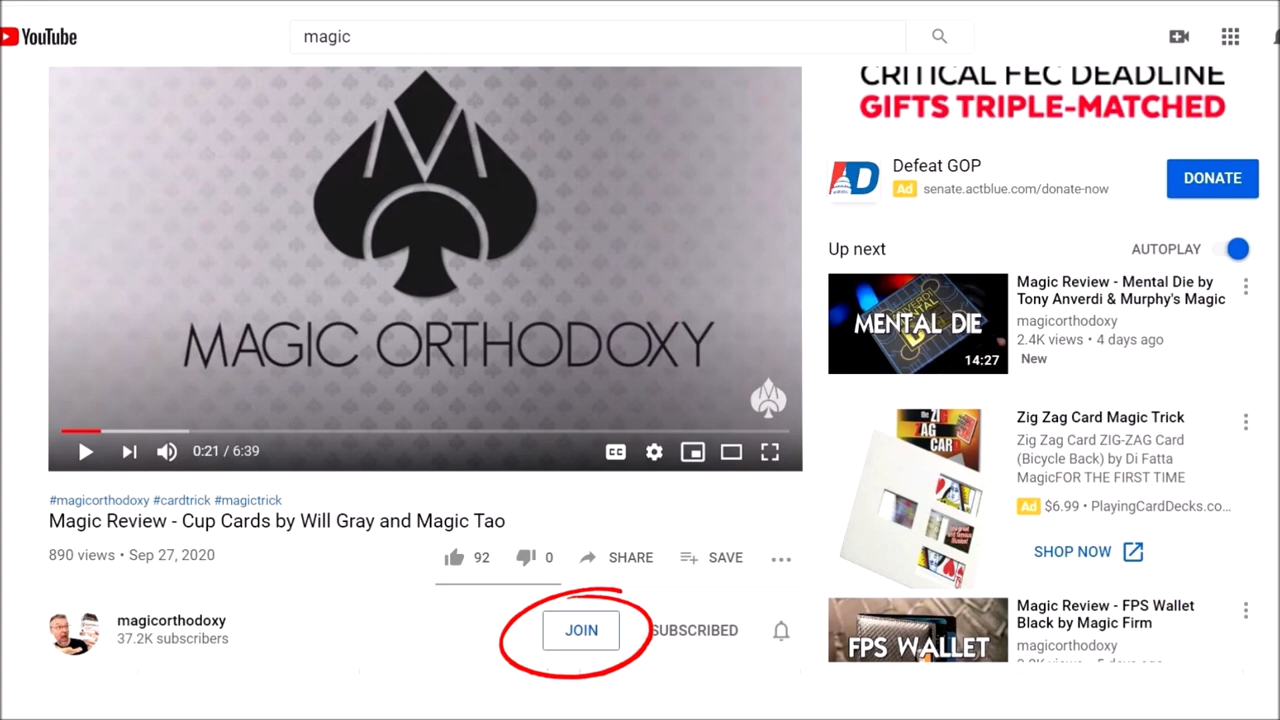 YouTube
magic
MAGIC ORTHODOXY
0:21 / 6:39
CC
#magicorthodoxy #cardtrick #magictrick
Magic Review - Cup Cards by Will Gray and Magic Tao
890 views • Sep 27, 2020
92
0
SHARE
SAVE
magicorthodoxy
37.2K subscribers
JOIN
SUBSCRIBED
CRITICAL FEC DEADLINE
GIFTS TRIPLE-MATCHED
Defeat GOP
Ad senate.actblue.com/donate-now
DONATE
Up next
AUTOPLAY
MENTAL DIE
14:27
Magic Review - Mental Die by
Tony Anverdi & Murphy's Magic
magicorthodoxy
2.4K views • 4 days ago
New
ZIG
ZAG
CARD
Zig Zag Card Magic Trick
Zig Zag Card ZIG-ZAG Card
(Bicycle Back) by Di Fatta
MagicFOR THE FIRST TIME
Ad $6.99 • PlayingCardDecks.co...
SHOP NOW
FPS WALLET
Magic Review - FPS Wallet
Black by Magic Firm
magicorthodoxy